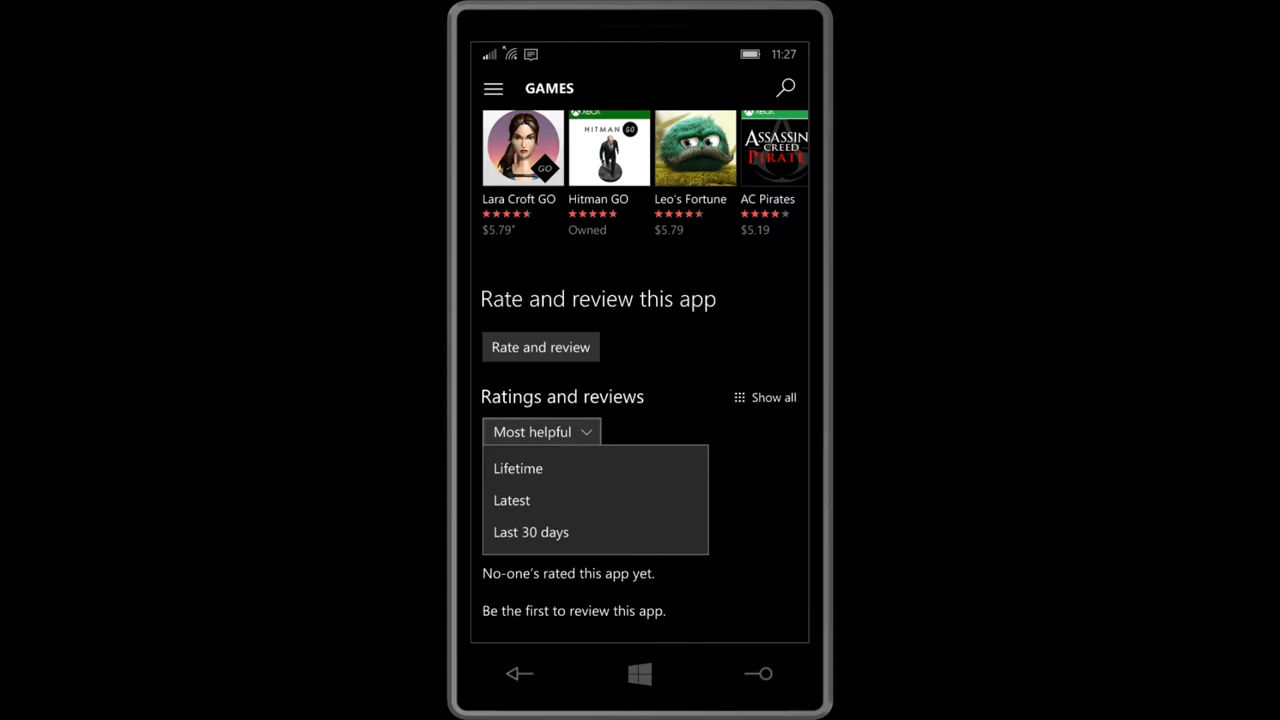 11:27
GAMES
XBOX
XBOX
GO
HITMAN GO
ASSASSIN
CREED
PIRATE
Lara Croft GO
Hitman GO
Leo's Fortune
AC Pirates
$5.79*
Owned
$5.79
$5.19
Rate and review this app
Rate and review
Ratings and reviews
Show all
Most helpful
Lifetime
Latest
Last 30 days
No-one's rated this app yet.
Be the first to review this app.